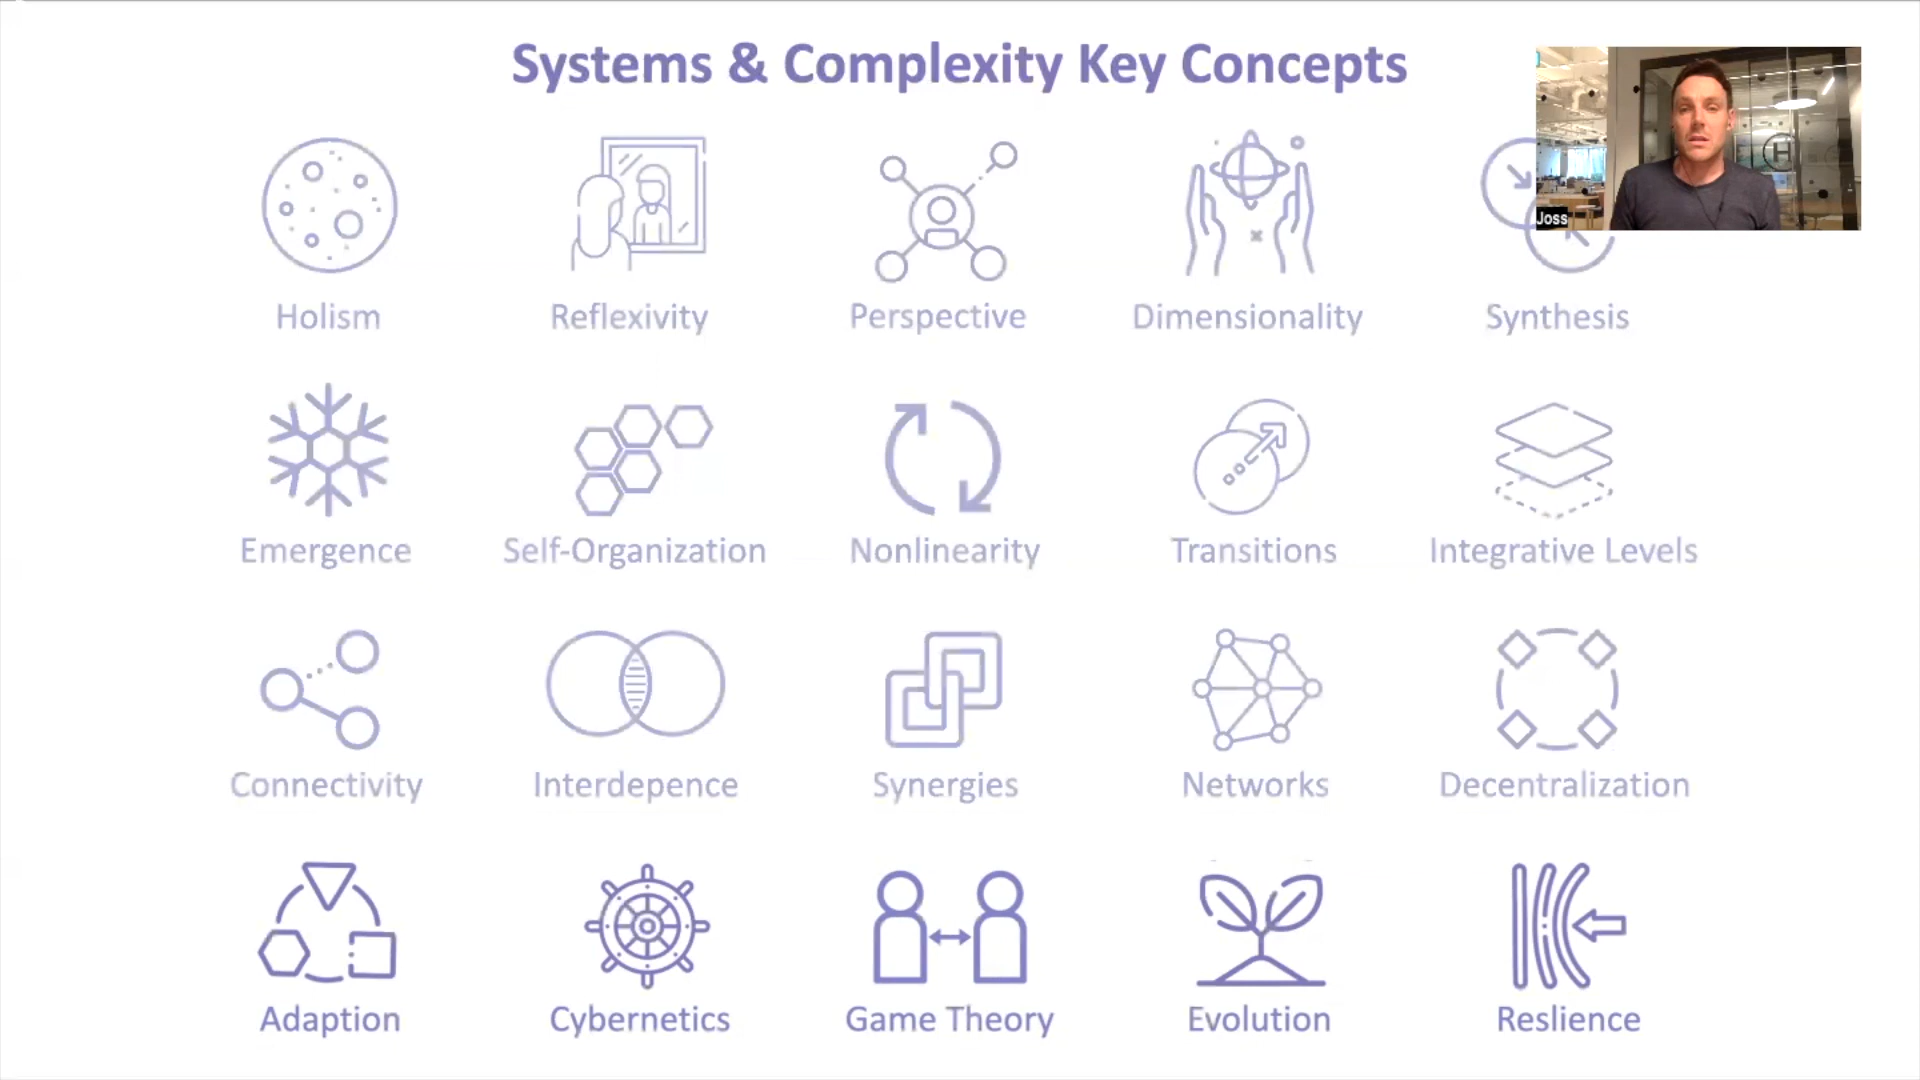 Systems & Complexity Key Concepts
Joss
H
Holism
Reflexivity
Perspective
Dimensionality
Synthesis
Emergence
Self-Organization
Nonlinearity
Transitions
Integrative Levels
Connectivity
Interdepence
Synergies
Networks
Decentralization
Adaption
Cybernetics
Game Theory
Evolution
Reslience